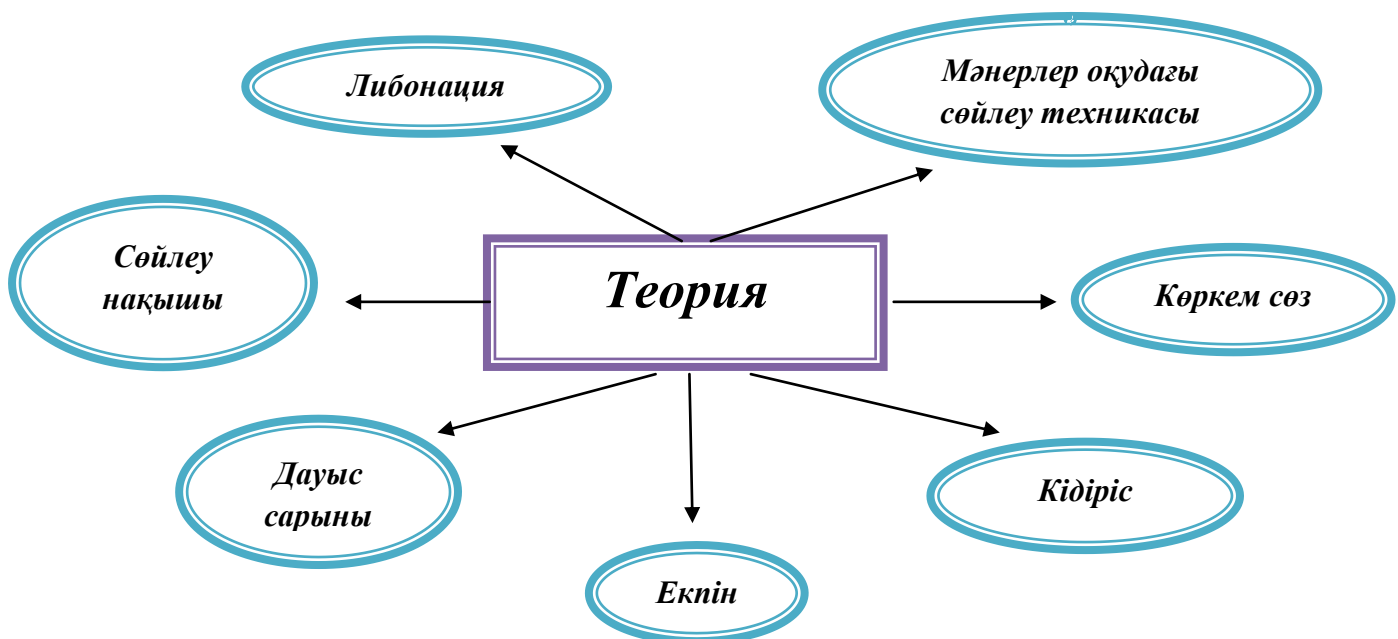 Либонация
Мәнерлер оқудағы
сөйлеу техникасы
Сөйлеу
нақышы
Теория
Көркем сөз
Дауыс
сарыны
Кідіріс
Екпін